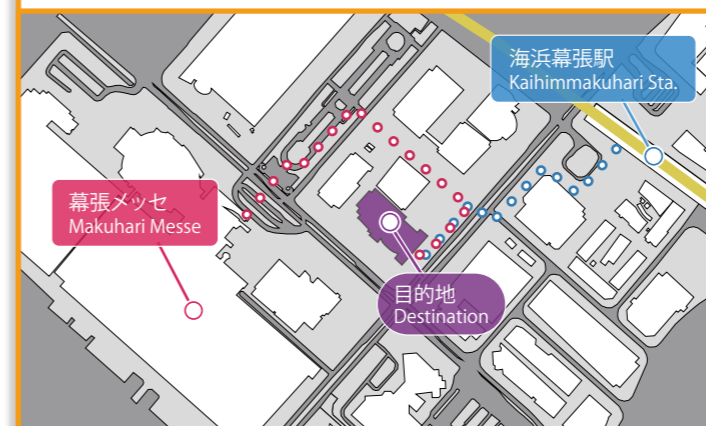 海浜幕張駅
Kaihimmakuhari Sta.
幕張メッセ
Makuhari Messe
目的地
Destination